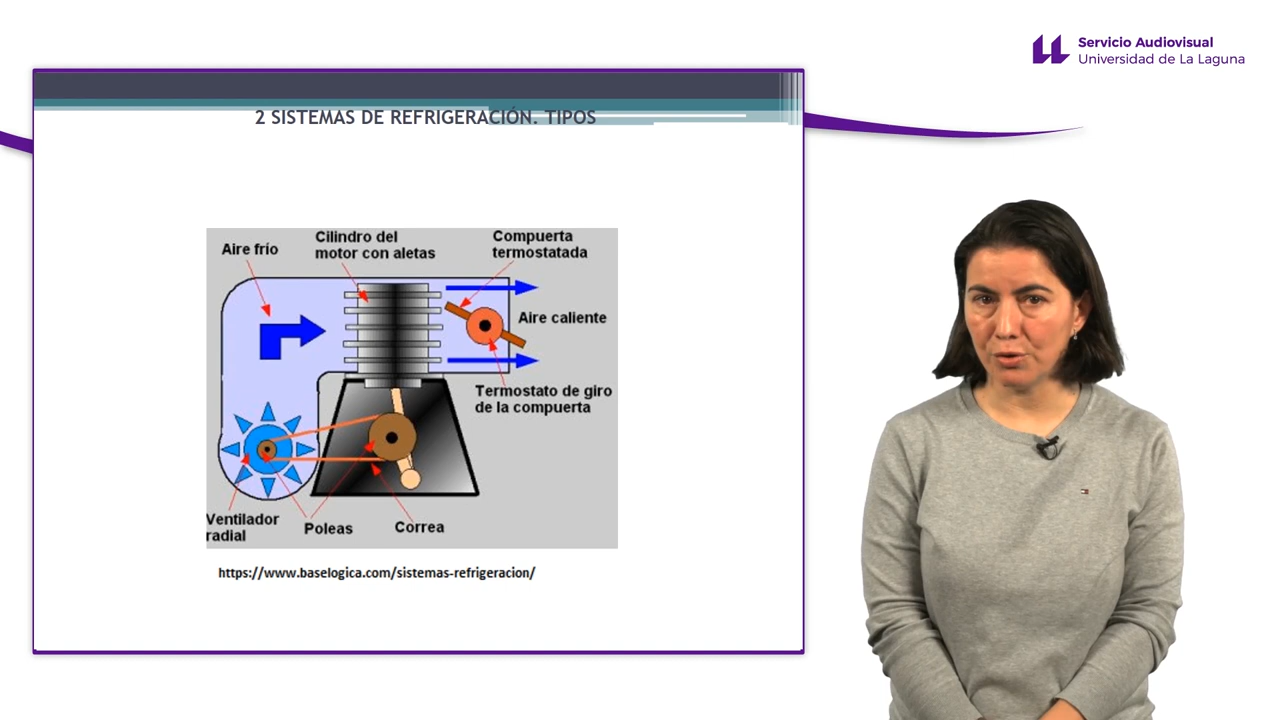 Servicio Audiovisual
Universidad de La Laguna
2 SISTEMAS DE REFRIGERACIÓN. TIPOS
Aire frío
Cilindro del
motor con aletas
Compuerta
termostatada
Aire caliente
Termostato de giro
de la compuerta
Ventilador
radial
Poleas
Correa
https://www.baselogica.com/sistemas-refrigeracion/